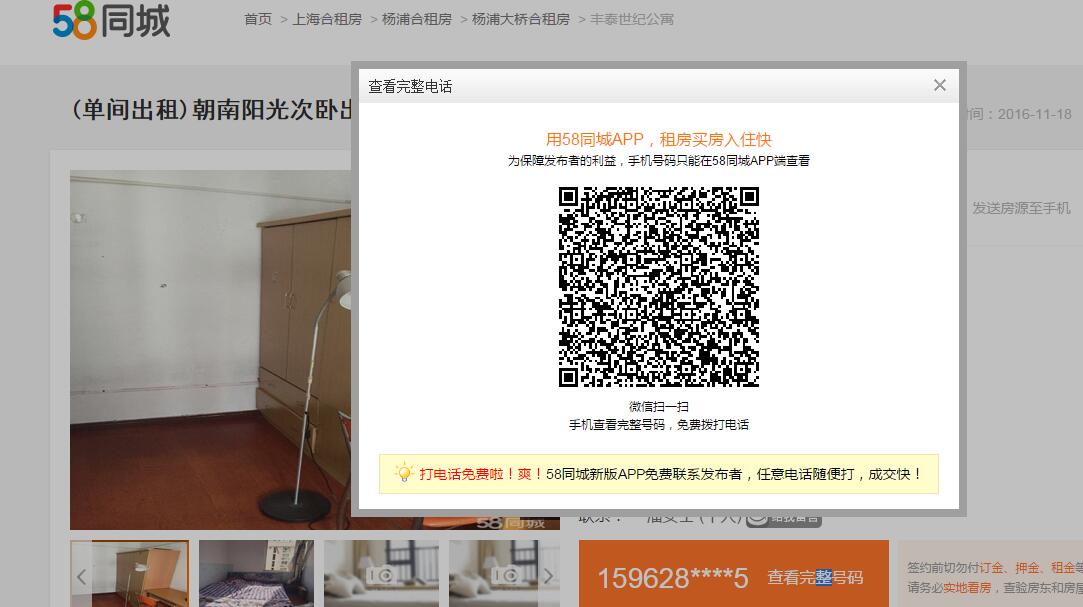 58同城
首页 > 上海合租房 > 杨浦合租房 > 杨浦大桥合租房 > 丰泰世纪公寓
(单间出租)朝南阳光次卧
间：2016-11-18
查看完整电话
用58同城APP，租房买房入住快
为保障发布者的利益，手机号码只能在58同城APP端查看
发送房源至手机
微信扫一扫
手机查看完整号码，免费拨打电话
打电话免费啦！爽！58同城新版APP免费联系发布者，任意电话随便打，成交快！
58同城
159628****5 查看完整号码
签约前切勿付订金、押金、租金等
请务必实地看房，查验房东和房屋